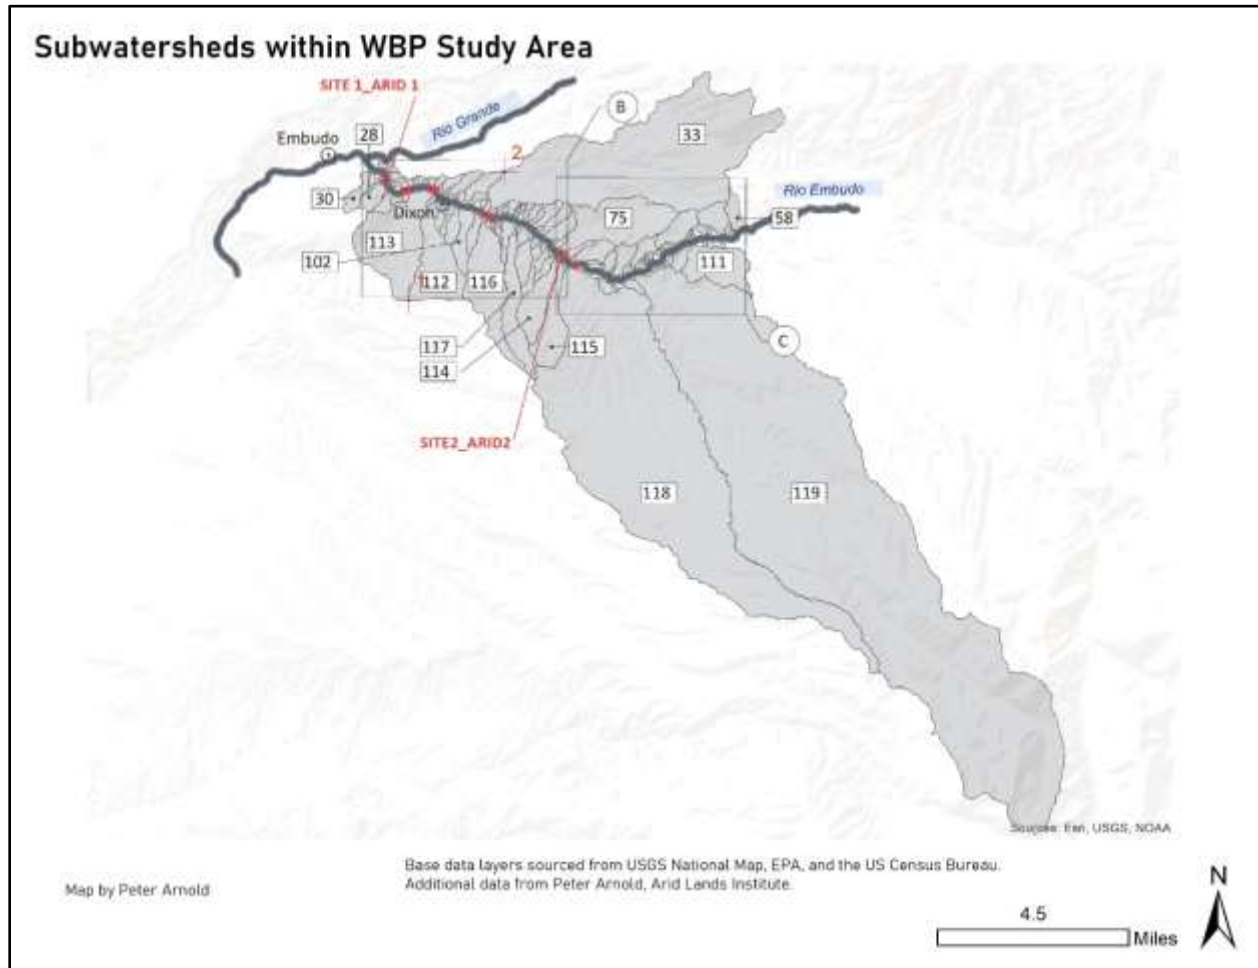 Subwatersheds within WBP Study Area
SITE 1_ARID 1
Rio Grande
B
Embudo
28
33
2
Rio Embudo
30
Dixon
75
58
113
102
111
112
116
117
115
C
114
SITE2_ARID2
118
119
Sources: Esri, USGS, NOAA
Base data layers sourced from USGS National Map, EPA, and the US Census Bureau.
Map by Peter Arnold
Additional data from Peter Arnold, Arid Lands Institute.
N
4.5
Miles